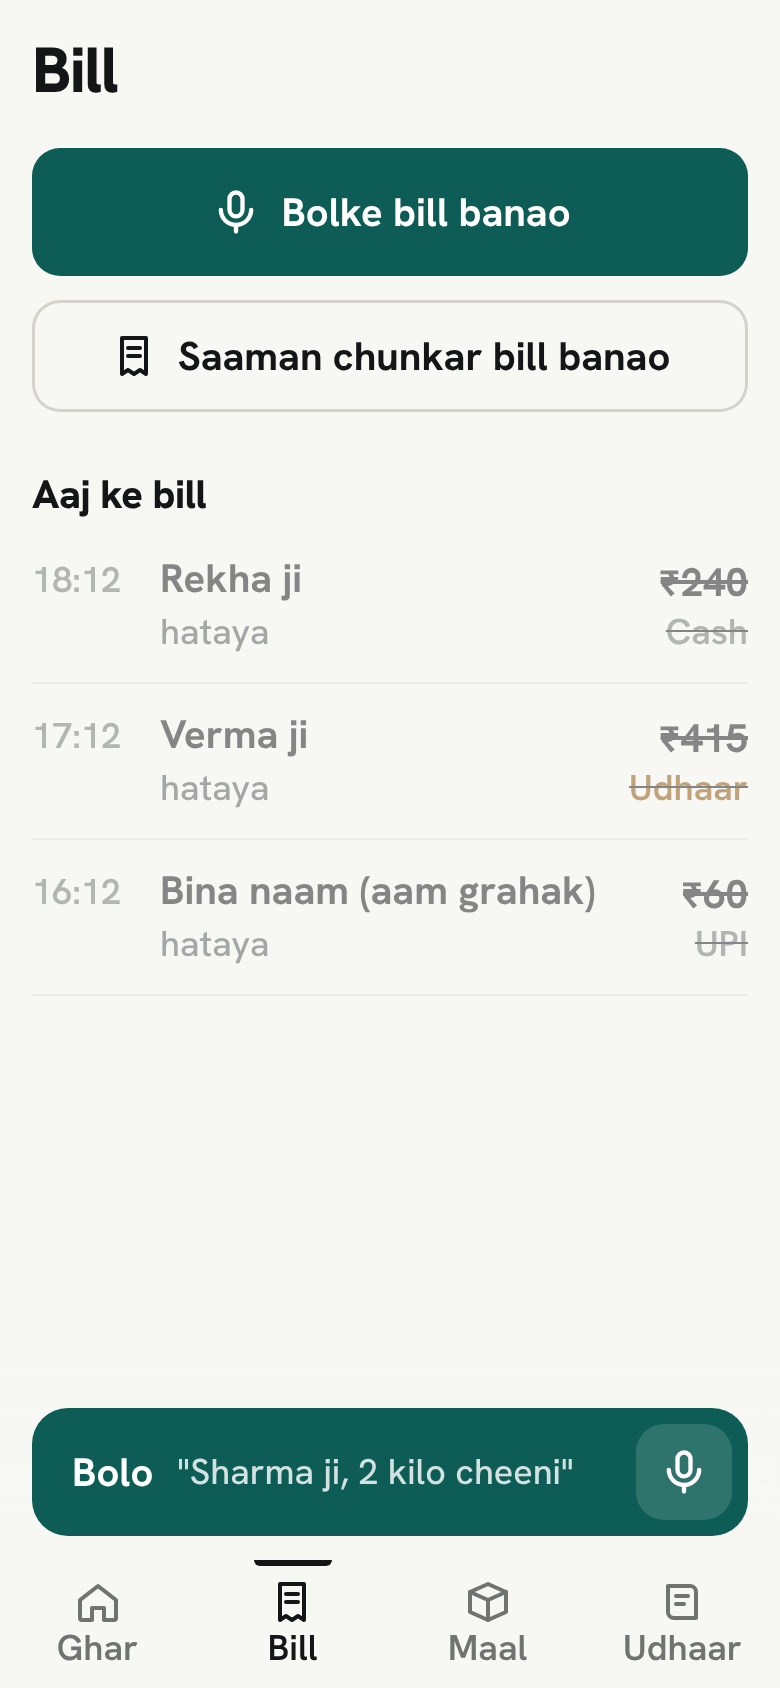 Bill
Bolke bill banao
Saaman chunkar bill banao
Aaj ke bill
18:12 Rekha ji ₹240
hataya Cash
17:12 Verma ji ₹415
hataya Udhaar
16:12 Bina naam (aam grahak) ₹60
hataya UPI
Bolo "Sharma ji, 2 kilo cheeni"
Ghar Bill Maal Udhaar